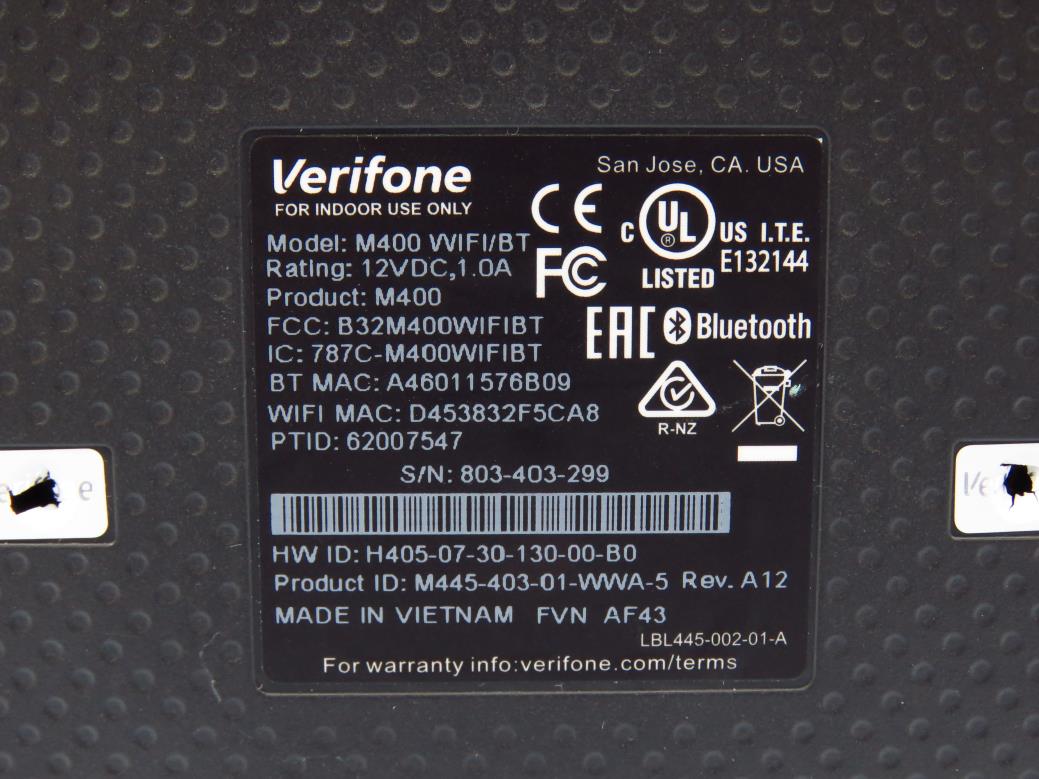 Verifone
San Jose, CA. USA
FOR INDOOR USE ONLY
CE
C UL US I.T.E.
®
LISTED E132144
Model: M400 WIFI/BT
Rating: 12VDC,1.0A
FC
Product: M400
FCC: B32M400WIFIBT
EAC Bluetooth
IC: 787C-M400WIFIBT
BT MAC: A46011576B09
WIFI MAC: D453832F5CA8
R-NZ
PTID: 62007547
S/N: 803-403-299
HW ID: H405-07-30-130-00-B0
Product ID: M445-403-01-WWA-5 Rev. A12
MADE IN VIETNAM FVN AF43
LBL445-002-01-A
For warranty info:verifone.com/terms